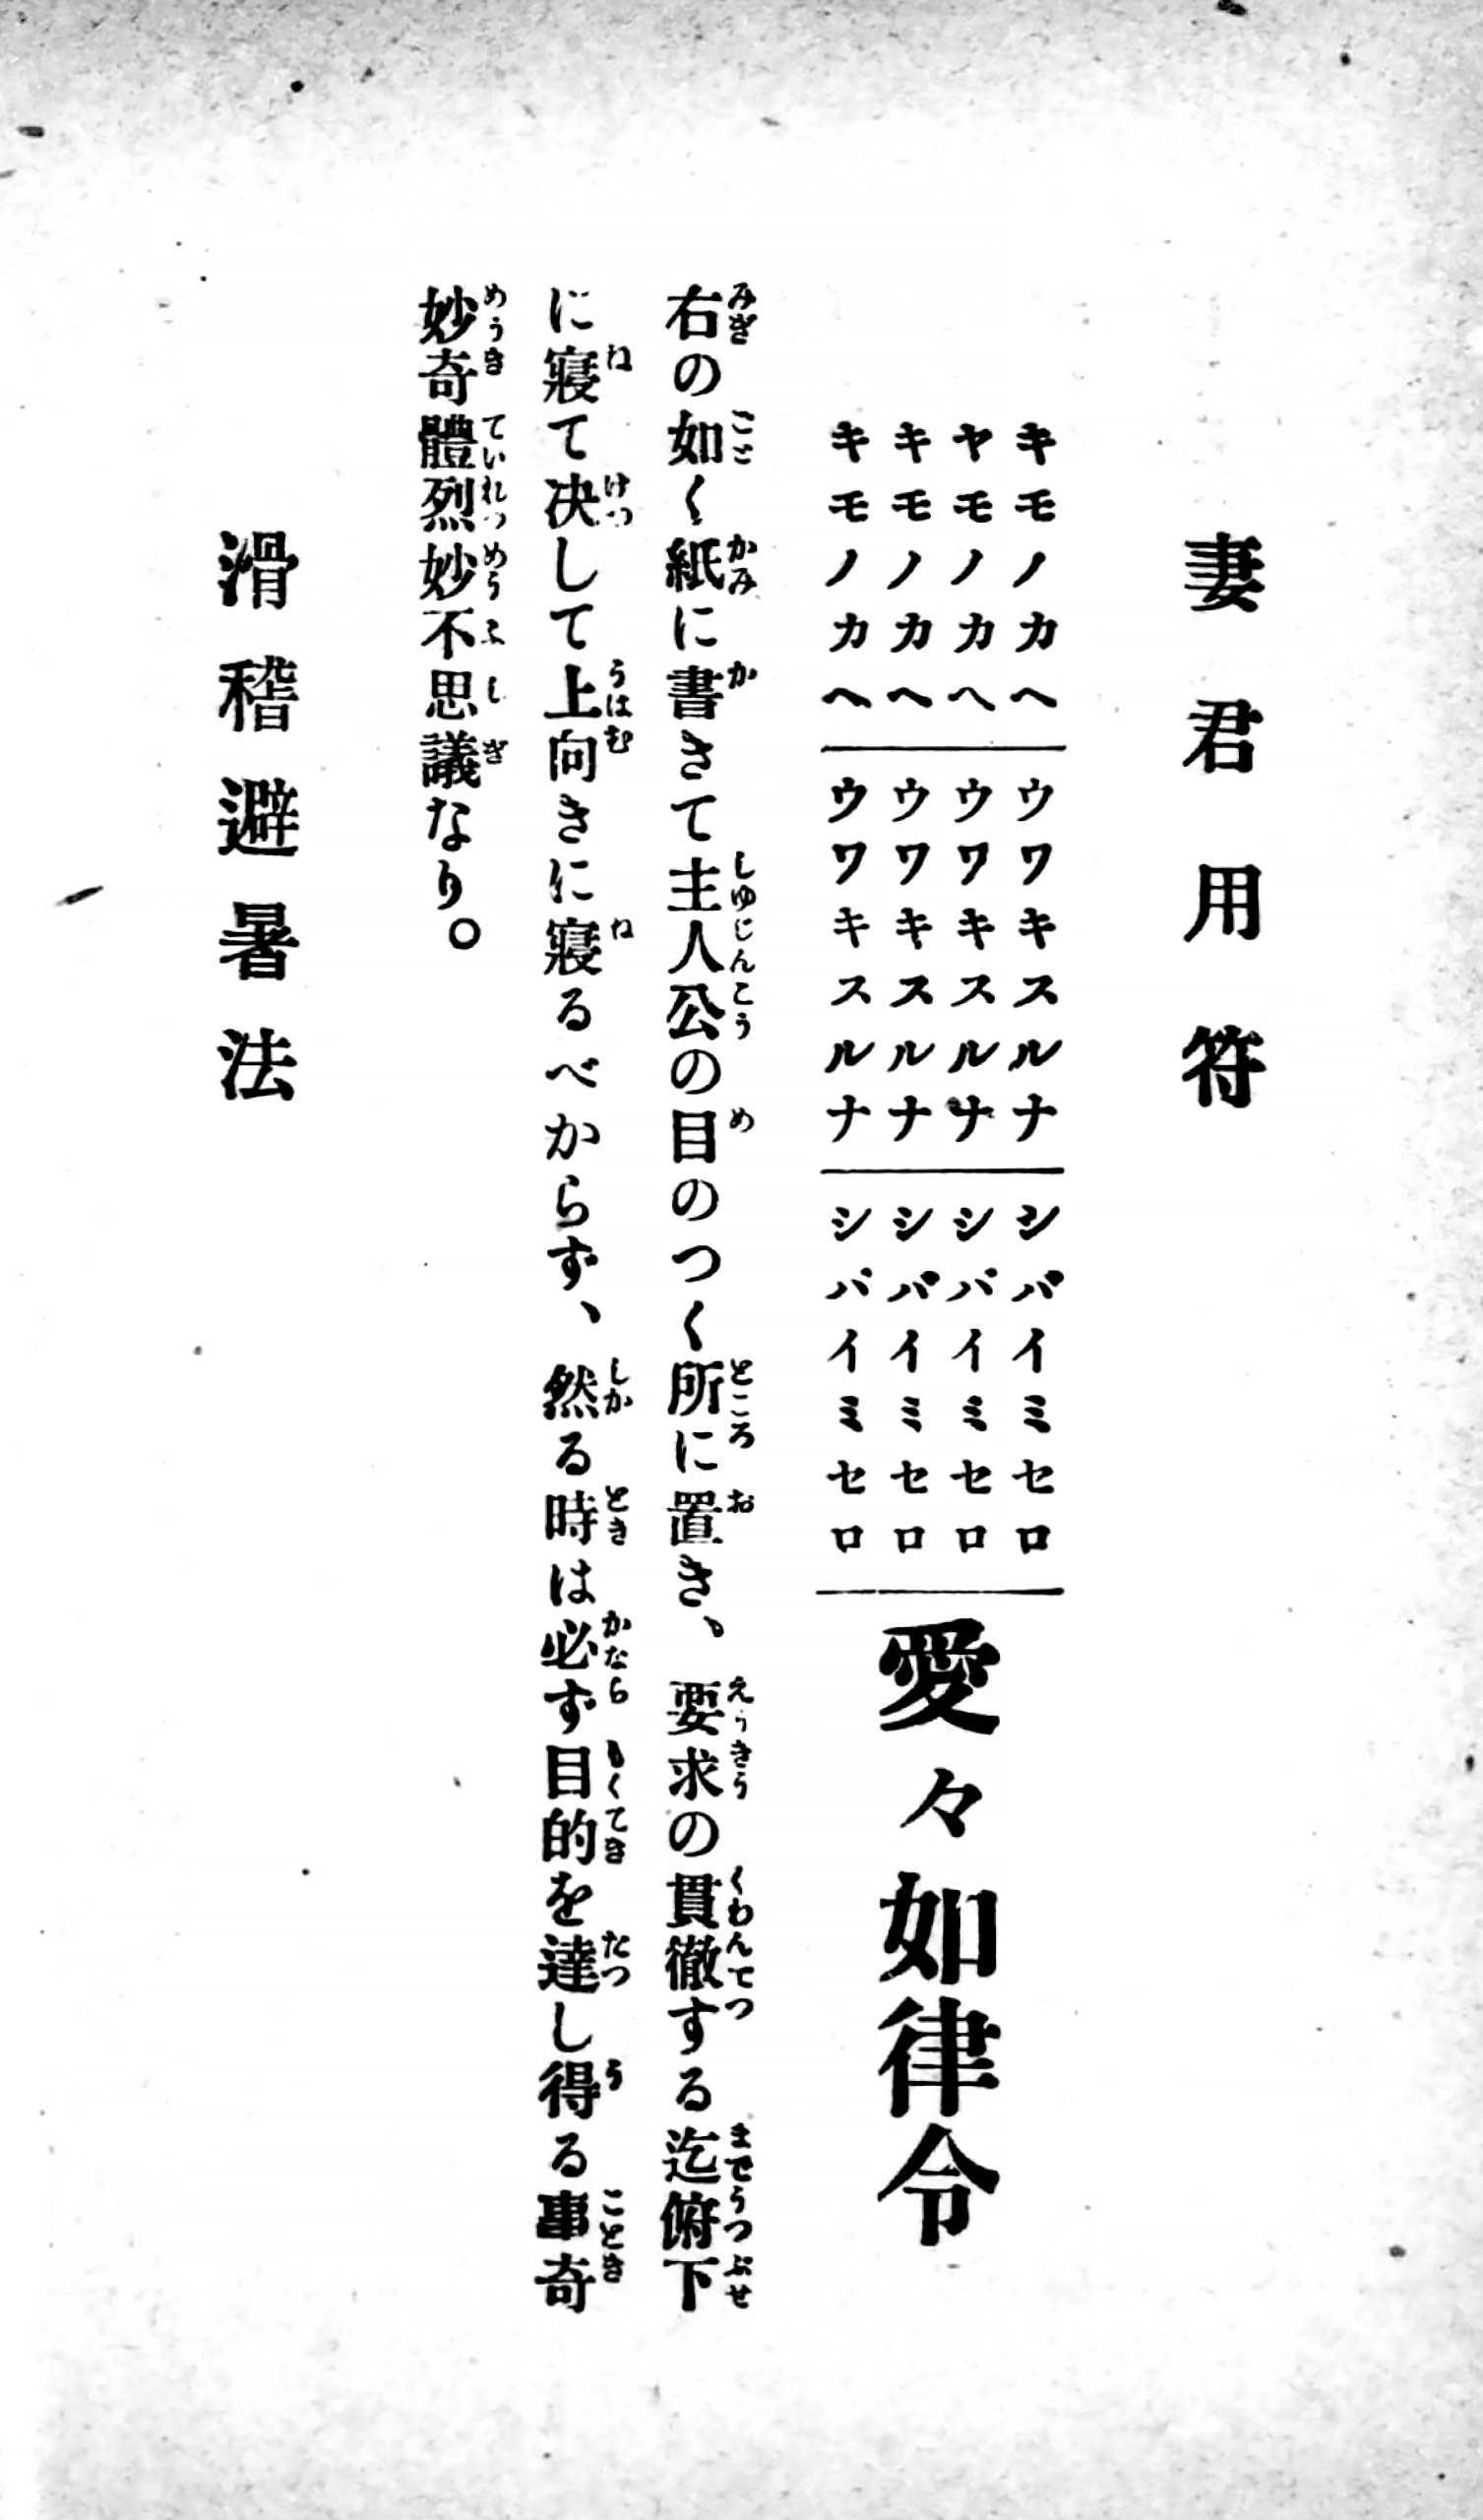 妻君用符
キモノカヘ ウワキスルナ シバイミセロ
ヤモノカヘ ウワキスルナ シバイミセロ
キモノカヘ ウワキスルナ シバイミセロ
キモノカヘ ウワキスルナ シバイミセロ
愛々如律令
右の如く紙に書きて主人公の目のつく所に置き、要求の貫徹する迄俯下
に寢て决して上向きに寢るべからず、然る時は必ず目的を達し得る事奇
妙奇體烈妙不思議なり。
滑稽避暑法